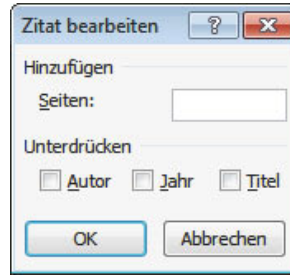 Zitat bearbeiten ?
Hinzufügen
Seiten:
Unterdrücken
Autor Jahr Titel
OK Abbrechen